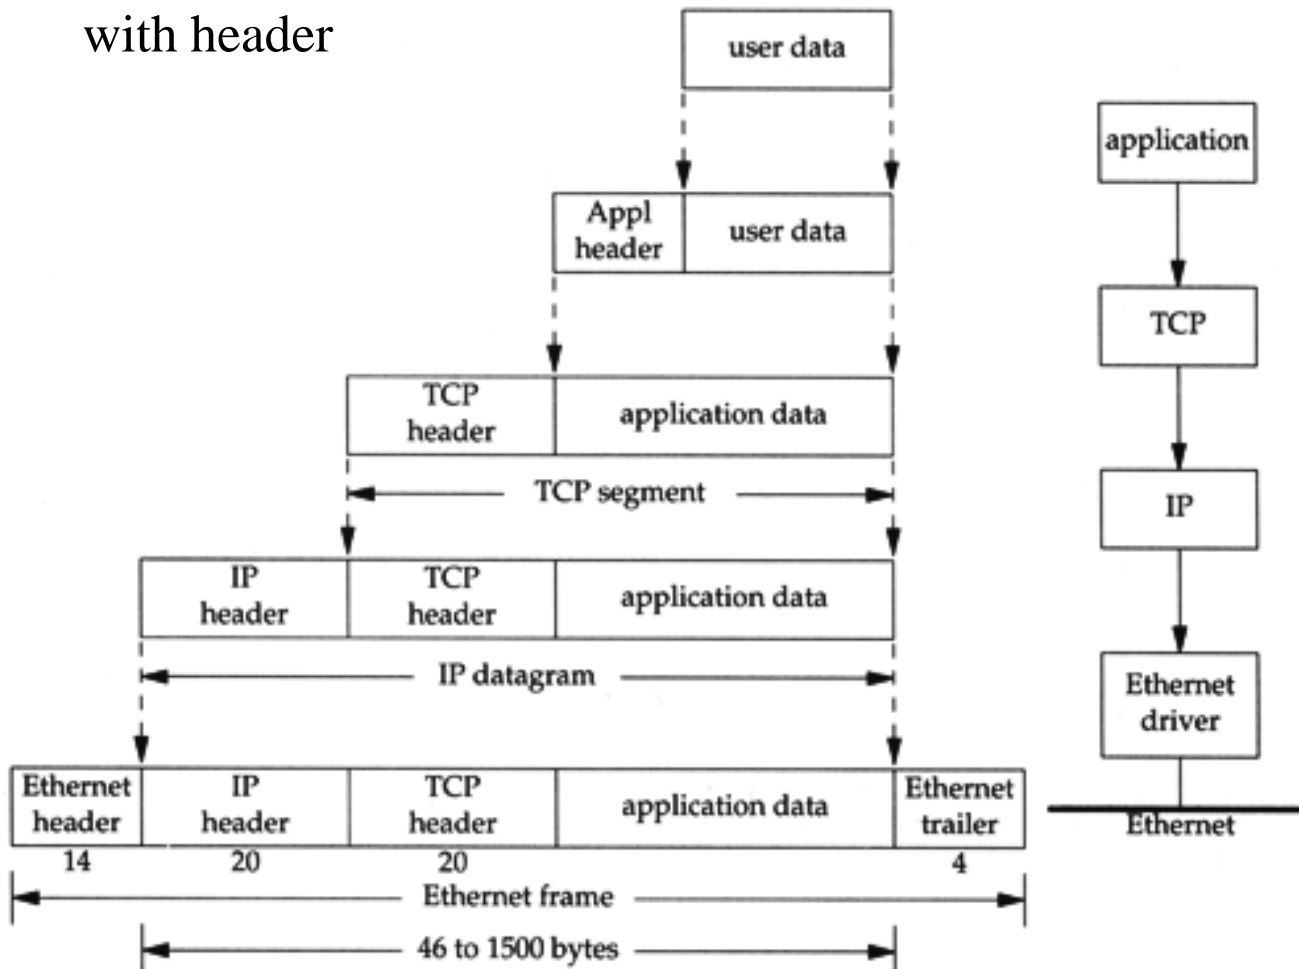 with header
user data
application
Appl
header
user data
TCP
TCP
header
application data
TCP segment
IP
IP
header
TCP
header
application data
IP datagram
Ethernet
driver
Ethernet
header
IP
header
TCP
header
application data
Ethernet
trailer
Ethernet
14
20
20
4
Ethernet frame
46 to 1500 bytes